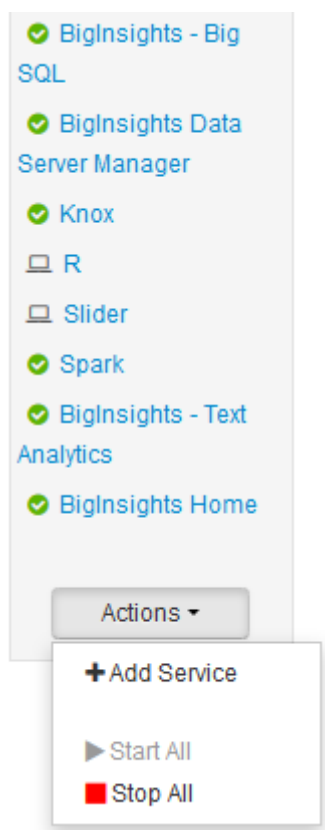 BigInsights - Big
SQL
BigInsights Data
Server Manager
Knox
R
Slider
Spark
BigInsights - Text
Analytics
BigInsights Home
Actions
Add Service
Start All
Stop All